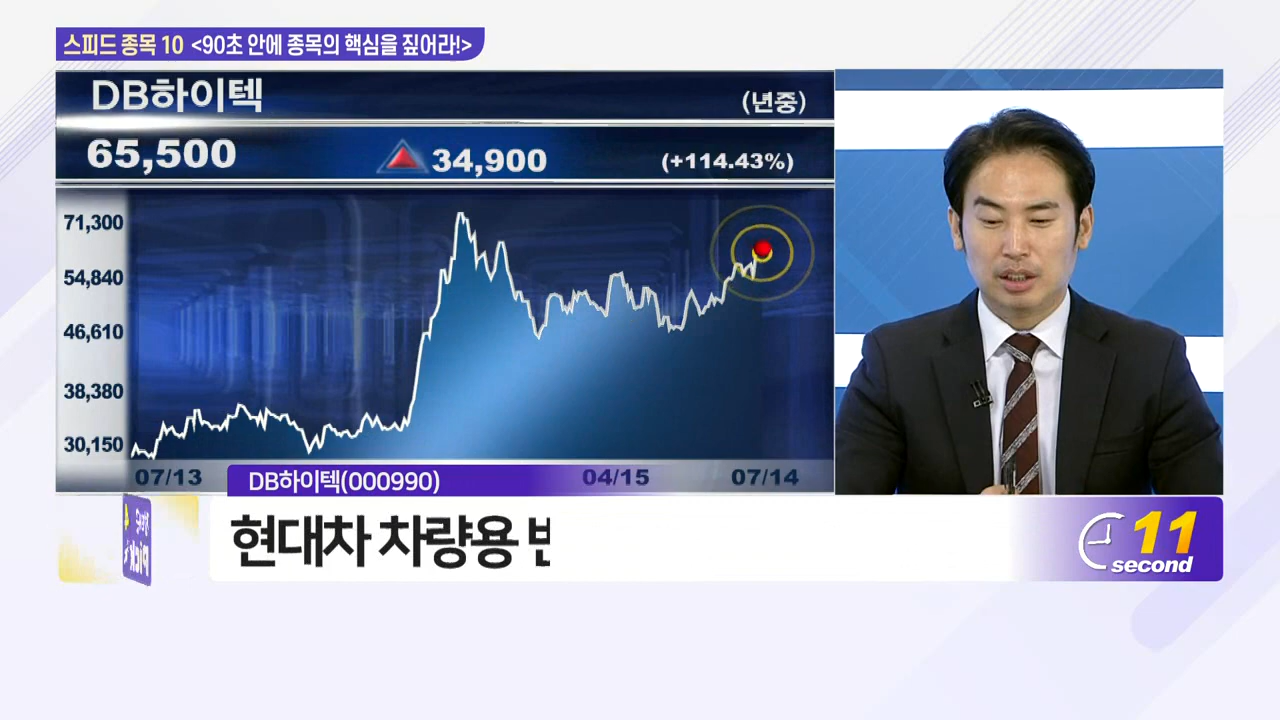 스피드 종목 10 <90초 안에 종목의 핵심을 짚어라!>
DB하이텍
(년중)
65,500 ▲ 34,900 (+114.43%)
71,300
54,840
46,610
38,380
30,150
07/13 04/15 07/14
DB하이텍(000990)
현대차 차량용
11
second